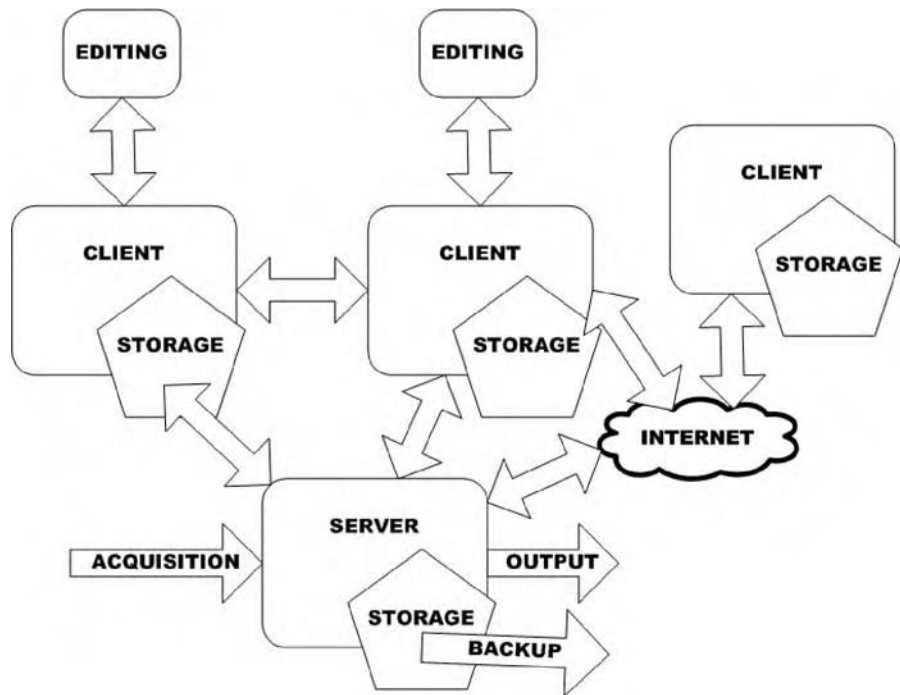 EDITING
EDITING
CLIENT
STORAGE
CLIENT
STORAGE
CLIENT
STORAGE
INTERNET
SERVER
ACQUISITION
OUTPUT
STORAGE
BACKUP